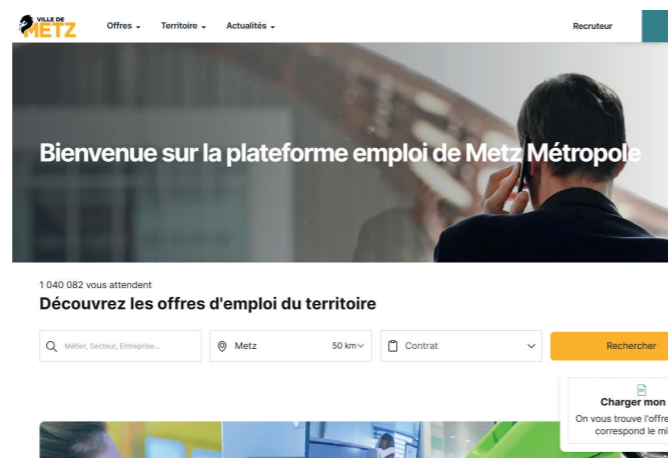 VILLE DE
METZ
Offres
Territoire
Actualités
Recruteur
Bienvenue sur la plateforme emploi de Metz Métropole
1 040 082 vous attendent
Découvrez les offres d'emploi du territoire
Métier, Secteur, Entreprise...
Metz
50 km
Contrat
Rechercher
Charger mon
On vous trouve l'offre
correspond le mi